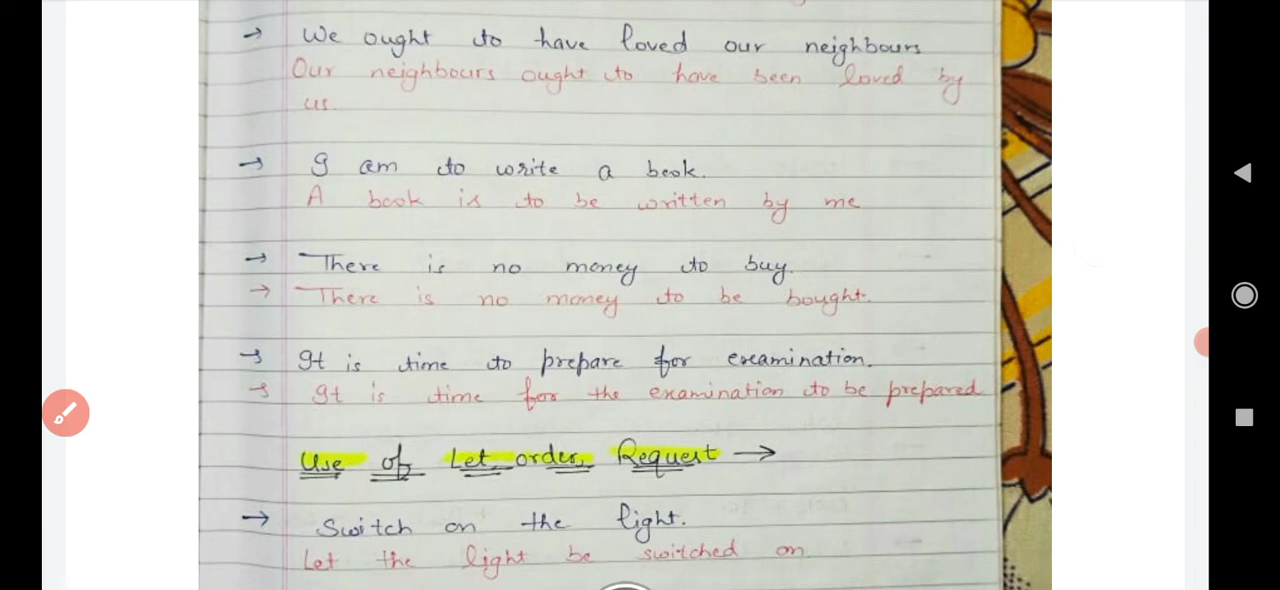 → We ought to have loved our neighbours
Our neighbours ought to have been loved by
us.
→ I am to write a book.
A book is to be written by me
→ There is no money to buy.
→ There is no money to be bought.
→ It is time to prepare for examination.
→ It is time for the examination to be prepared
Use of Let, order, Request →
→ Switch on the light.
Let the light be switched on